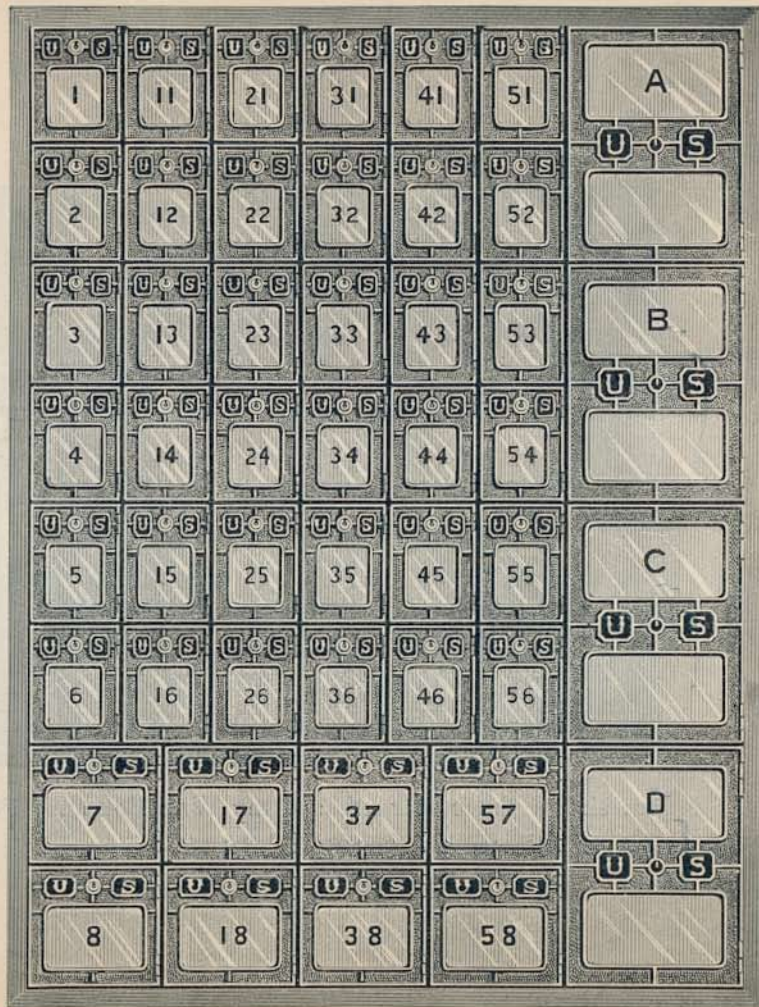 U S U S U S U S U S U S
1 11 21 31 41 51 A
U S
U S U S U S U S U S U S
2 12 22 32 42 52
U S U S U S U S U S U S
3 13 23 33 43 53 B
U S
U S U S U S U S U S U S
4 14 24 34 44 54
U S U S U S U S U S U S
5 15 25 35 45 55 C
U S
U S U S U S U S U S U S
6 16 26 36 46 56
U S U S U S U S
7 17 37 57 D
U S
U S U S U S U S
8 18 38 58